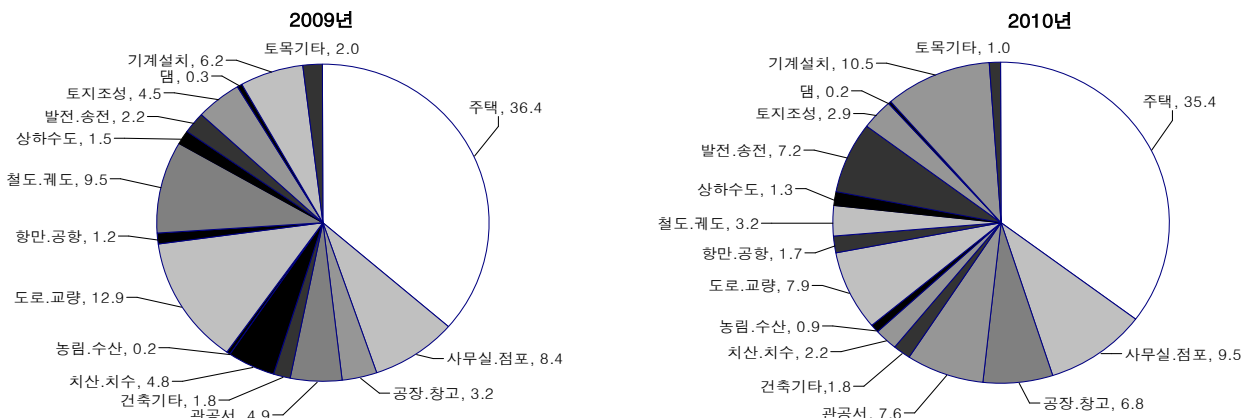 2009년
토목기타, 2.0
기계설치, 6.2
댐, 0.3
토지조성, 4.5
발전.송전, 2.2
상하수도, 1.5
철도.궤도, 9.5
항만.공항, 1.2
도로.교량, 12.9
농림.수산, 0.2
치산.치수, 4.8
건축기타, 1.8
관공서, 4.9
공장.창고, 3.2
사무실.점포, 8.4
주택, 36.4
2010년
토목기타, 1.0
기계설치, 10.5
댐, 0.2
토지조성, 2.9
발전.송전, 7.2
상하수도, 1.3
철도.궤도, 3.2
항만.공항, 1.7
도로.교량, 7.9
농림.수산, 0.9
치산.치수, 2.2
건축기타,1.8
관공서, 7.6
공장.창고, 6.8
사무실.점포, 9.5
주택, 35.4